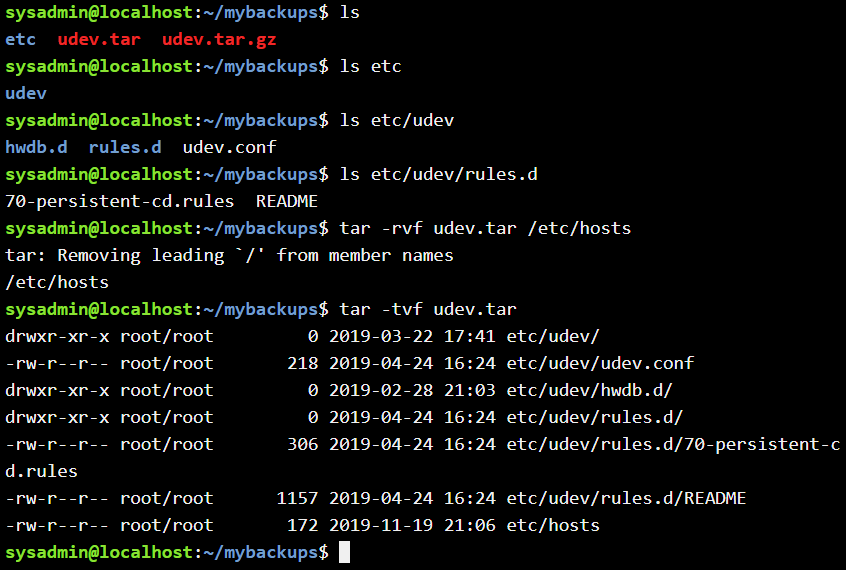 sysadmin@localhost:~/mybackups$ ls
etc  udev.tar  udev.tar.gz
sysadmin@localhost:~/mybackups$ ls etc
udev
sysadmin@localhost:~/mybackups$ ls etc/udev
hwdb.d  rules.d  udev.conf
sysadmin@localhost:~/mybackups$ ls etc/udev/rules.d
70-persistent-cd.rules  README
sysadmin@localhost:~/mybackups$ tar -rvf udev.tar /etc/hosts
tar: Removing leading `/' from member names
/etc/hosts
sysadmin@localhost:~/mybackups$ tar -tvf udev.tar
drwxr-xr-x root/root         0 2019-03-22 17:41 etc/udev/
-rw-r--r-- root/root       218 2019-04-24 16:24 etc/udev/udev.conf
drwxr-xr-x root/root         0 2019-02-28 21:03 etc/udev/hwdb.d/
drwxr-xr-x root/root         0 2019-04-24 16:24 etc/udev/rules.d/
-rw-r--r-- root/root       306 2019-04-24 16:24 etc/udev/rules.d/70-persistent-c
d.rules
-rw-r--r-- root/root      1157 2019-04-24 16:24 etc/udev/rules.d/README
-rw-r--r-- root/root       172 2019-11-19 21:06 etc/hosts
sysadmin@localhost:~/mybackups$